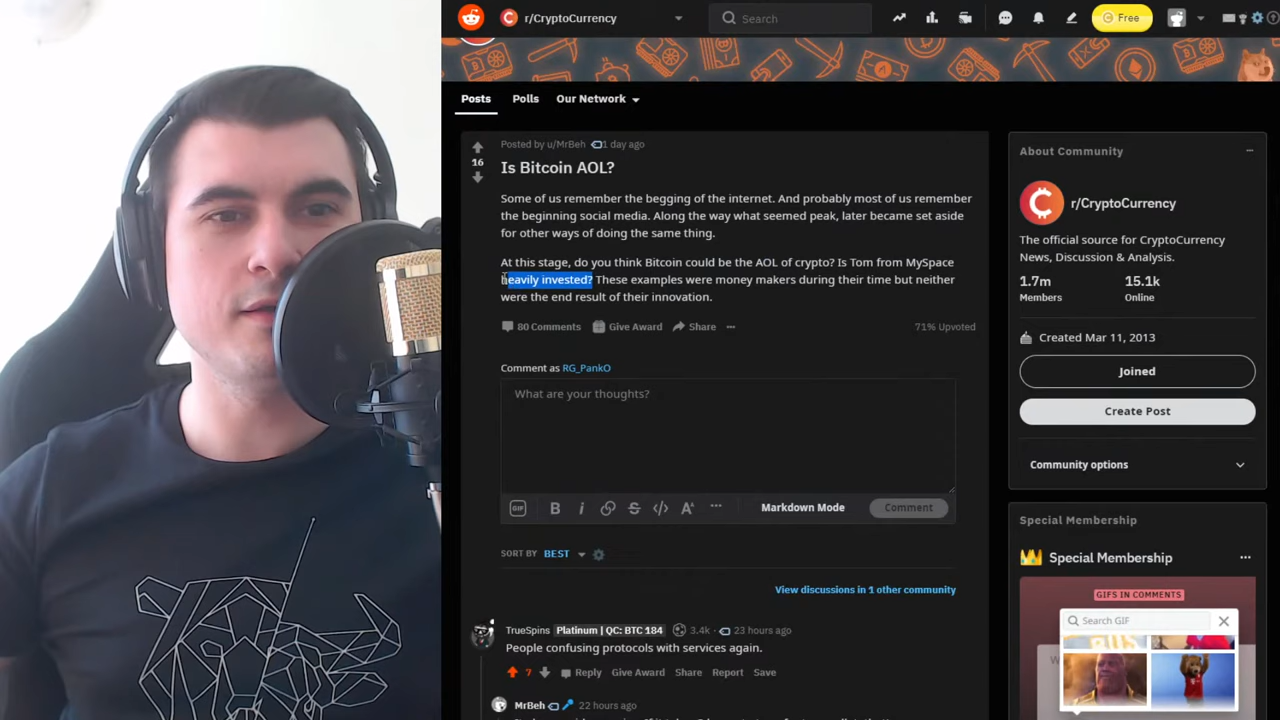 r/CryptoCurrency
Search
Free
Posts
Polls
Our Network
Posted by u/MrBeh 1 day ago
16
Is Bitcoin AOL?
Some of us remember the begging of the internet. And probably most of us remember
the beginning social media. Along the way what seemed peak, later became set aside
for other ways of doing the same thing.
At this stage, do you think Bitcoin could be the AOL of crypto? Is Tom from MySpace
heavily invested? These examples were money makers during their time but neither
were the end result of their innovation.
80 Comments
Give Award
Share
71% Upvoted
Comment as RG_PankO
What are your thoughts?
GIF
B
i
Markdown Mode
Comment
SORT BY BEST
View discussions in 1 other community
TrueSpins Platinum | QC: BTC 184 3.4k 23 hours ago
People confusing protocols with services again.
7
Reply
Give Award
Share
Report
Save
MrBeh 22 hours ago
About Community
r/CryptoCurrency
The official source for CryptoCurrency
News, Discussion & Analysis.
1.7m
15.1k
Members
Online
Created Mar 11, 2013
Joined
Create Post
Community options
Special Membership
Special Membership
GIFS IN COMMENTS
Search GIF